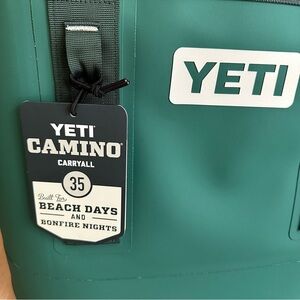 YETI
YETI
CAMINO
CARRYALL
35
Built For
BEACH DAYS
AND
BONFIRE NIGHTS